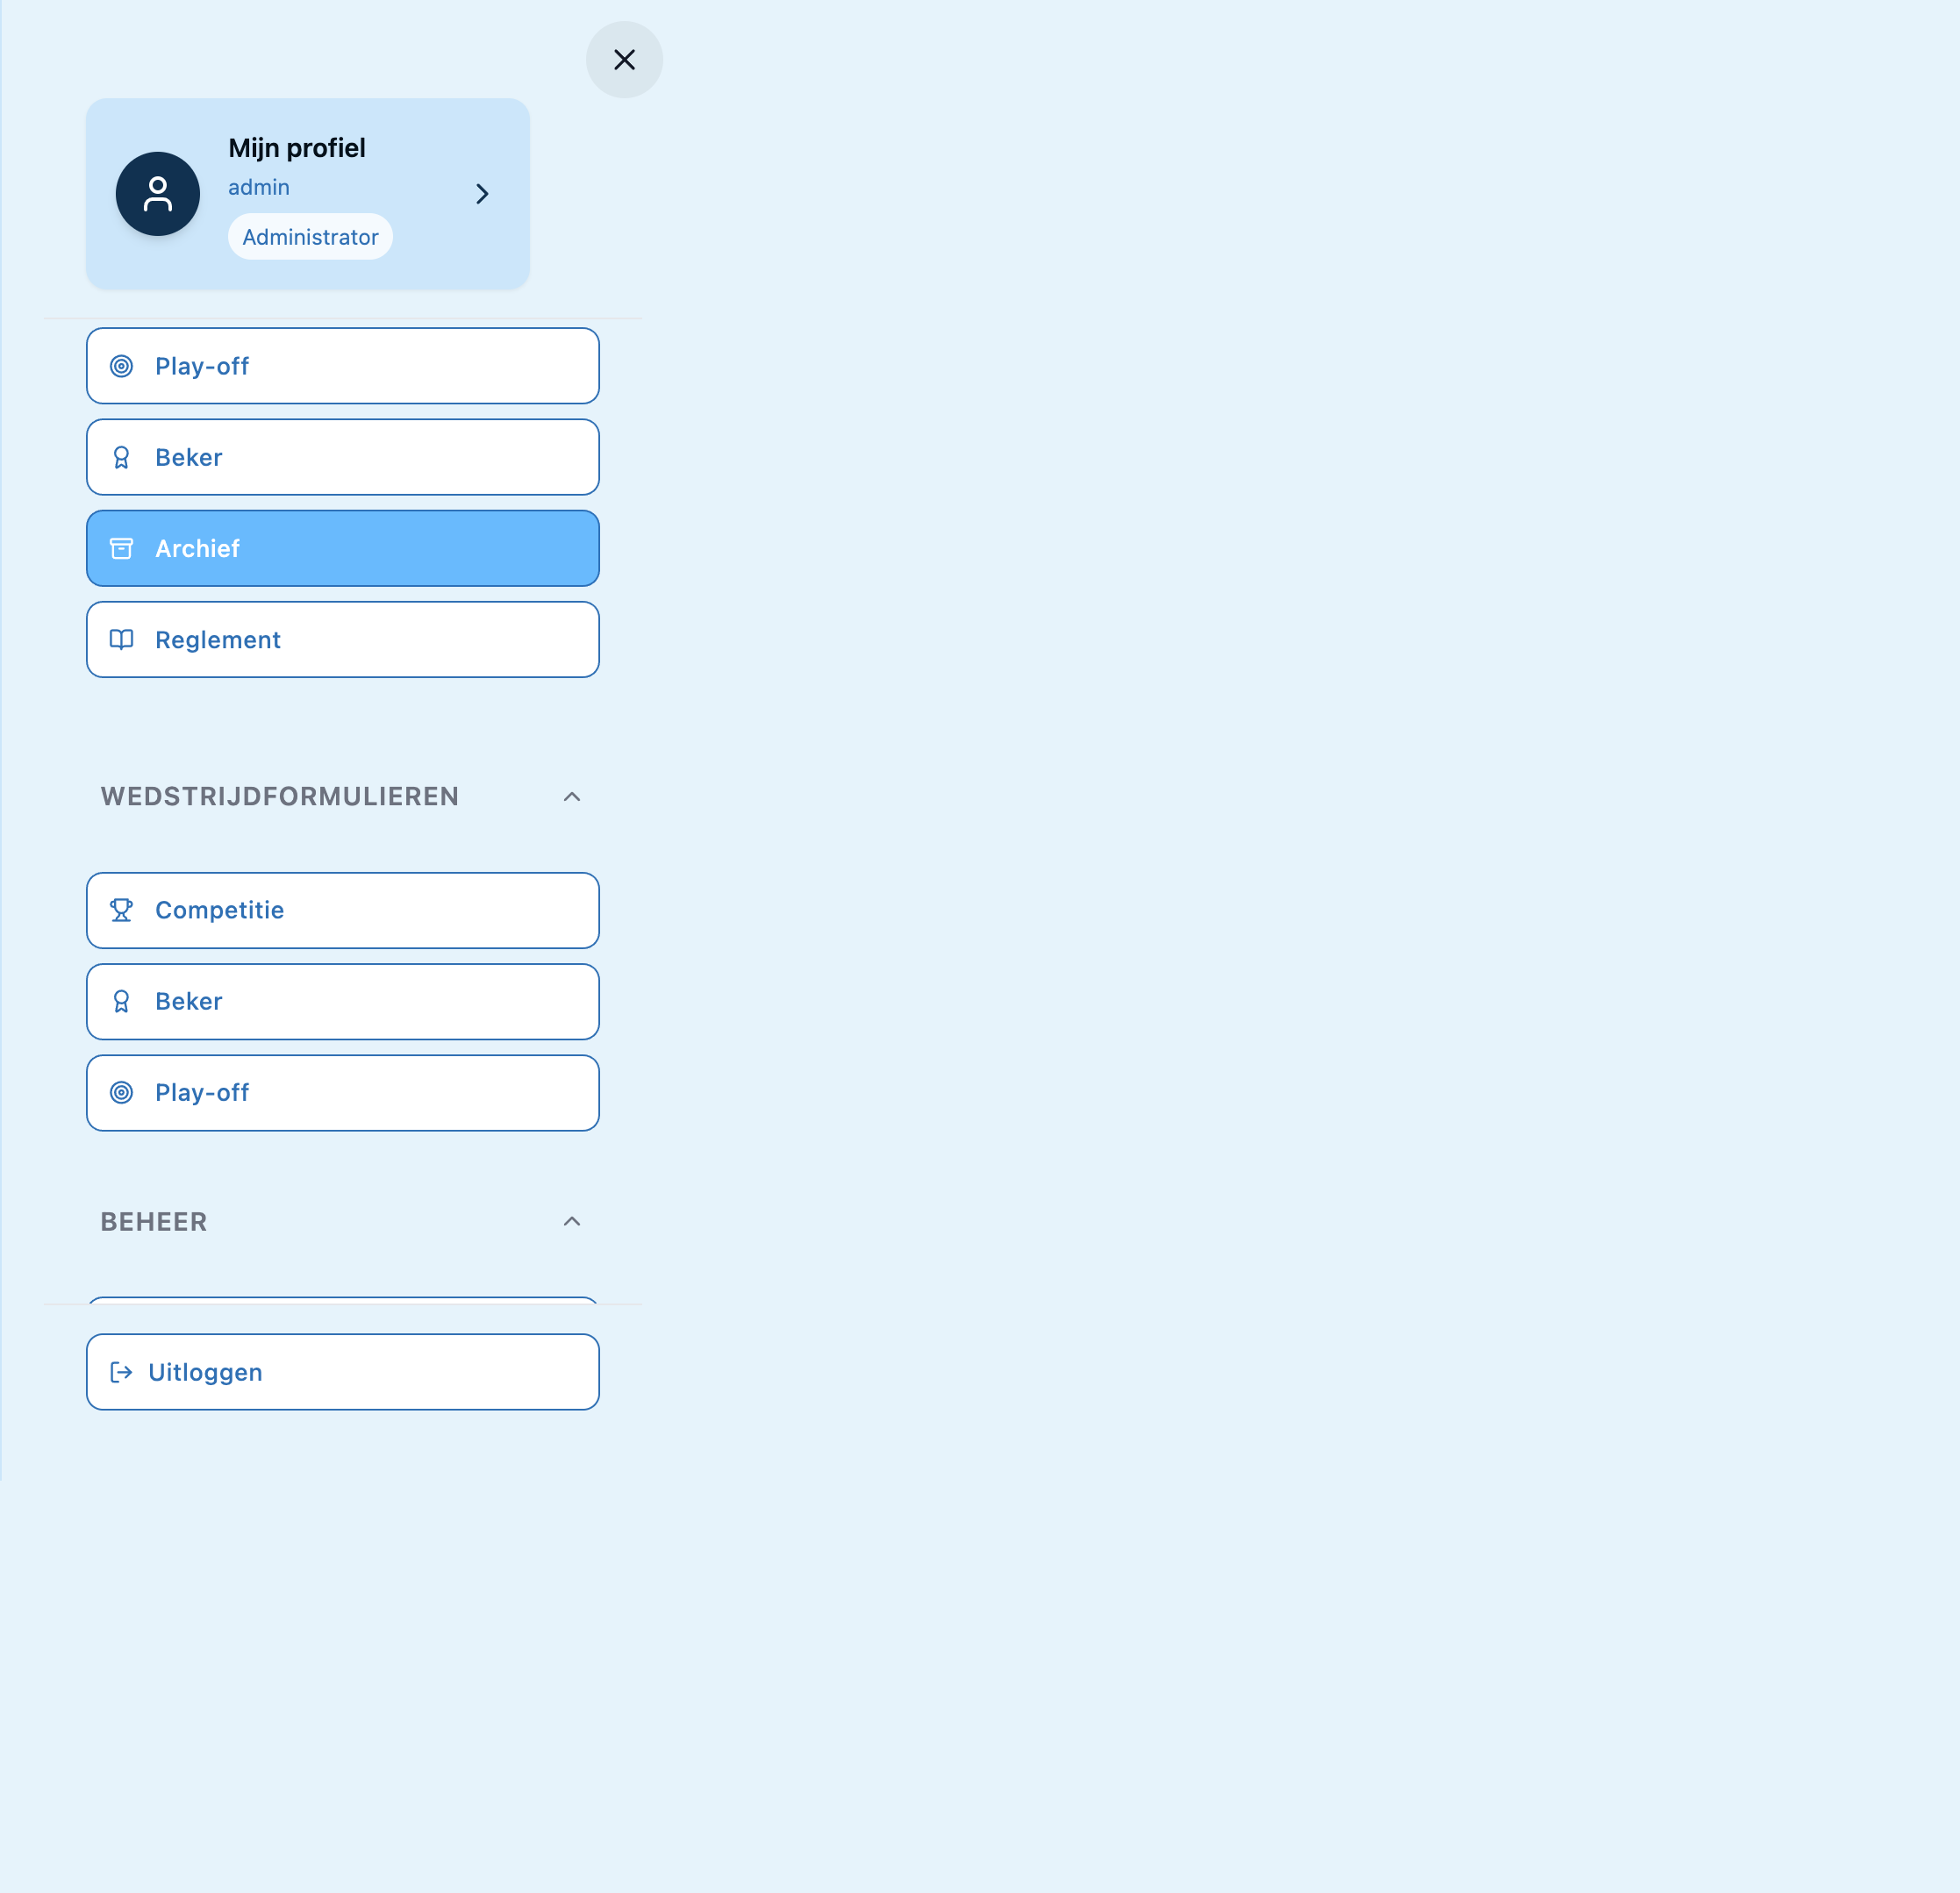 Mijn profiel
admin
Administrator
Play-off
Beker
Archief
Reglement
WEDSTRIJDFORMULIEREN
Competitie
Beker
Play-off
BEHEER
Uitloggen